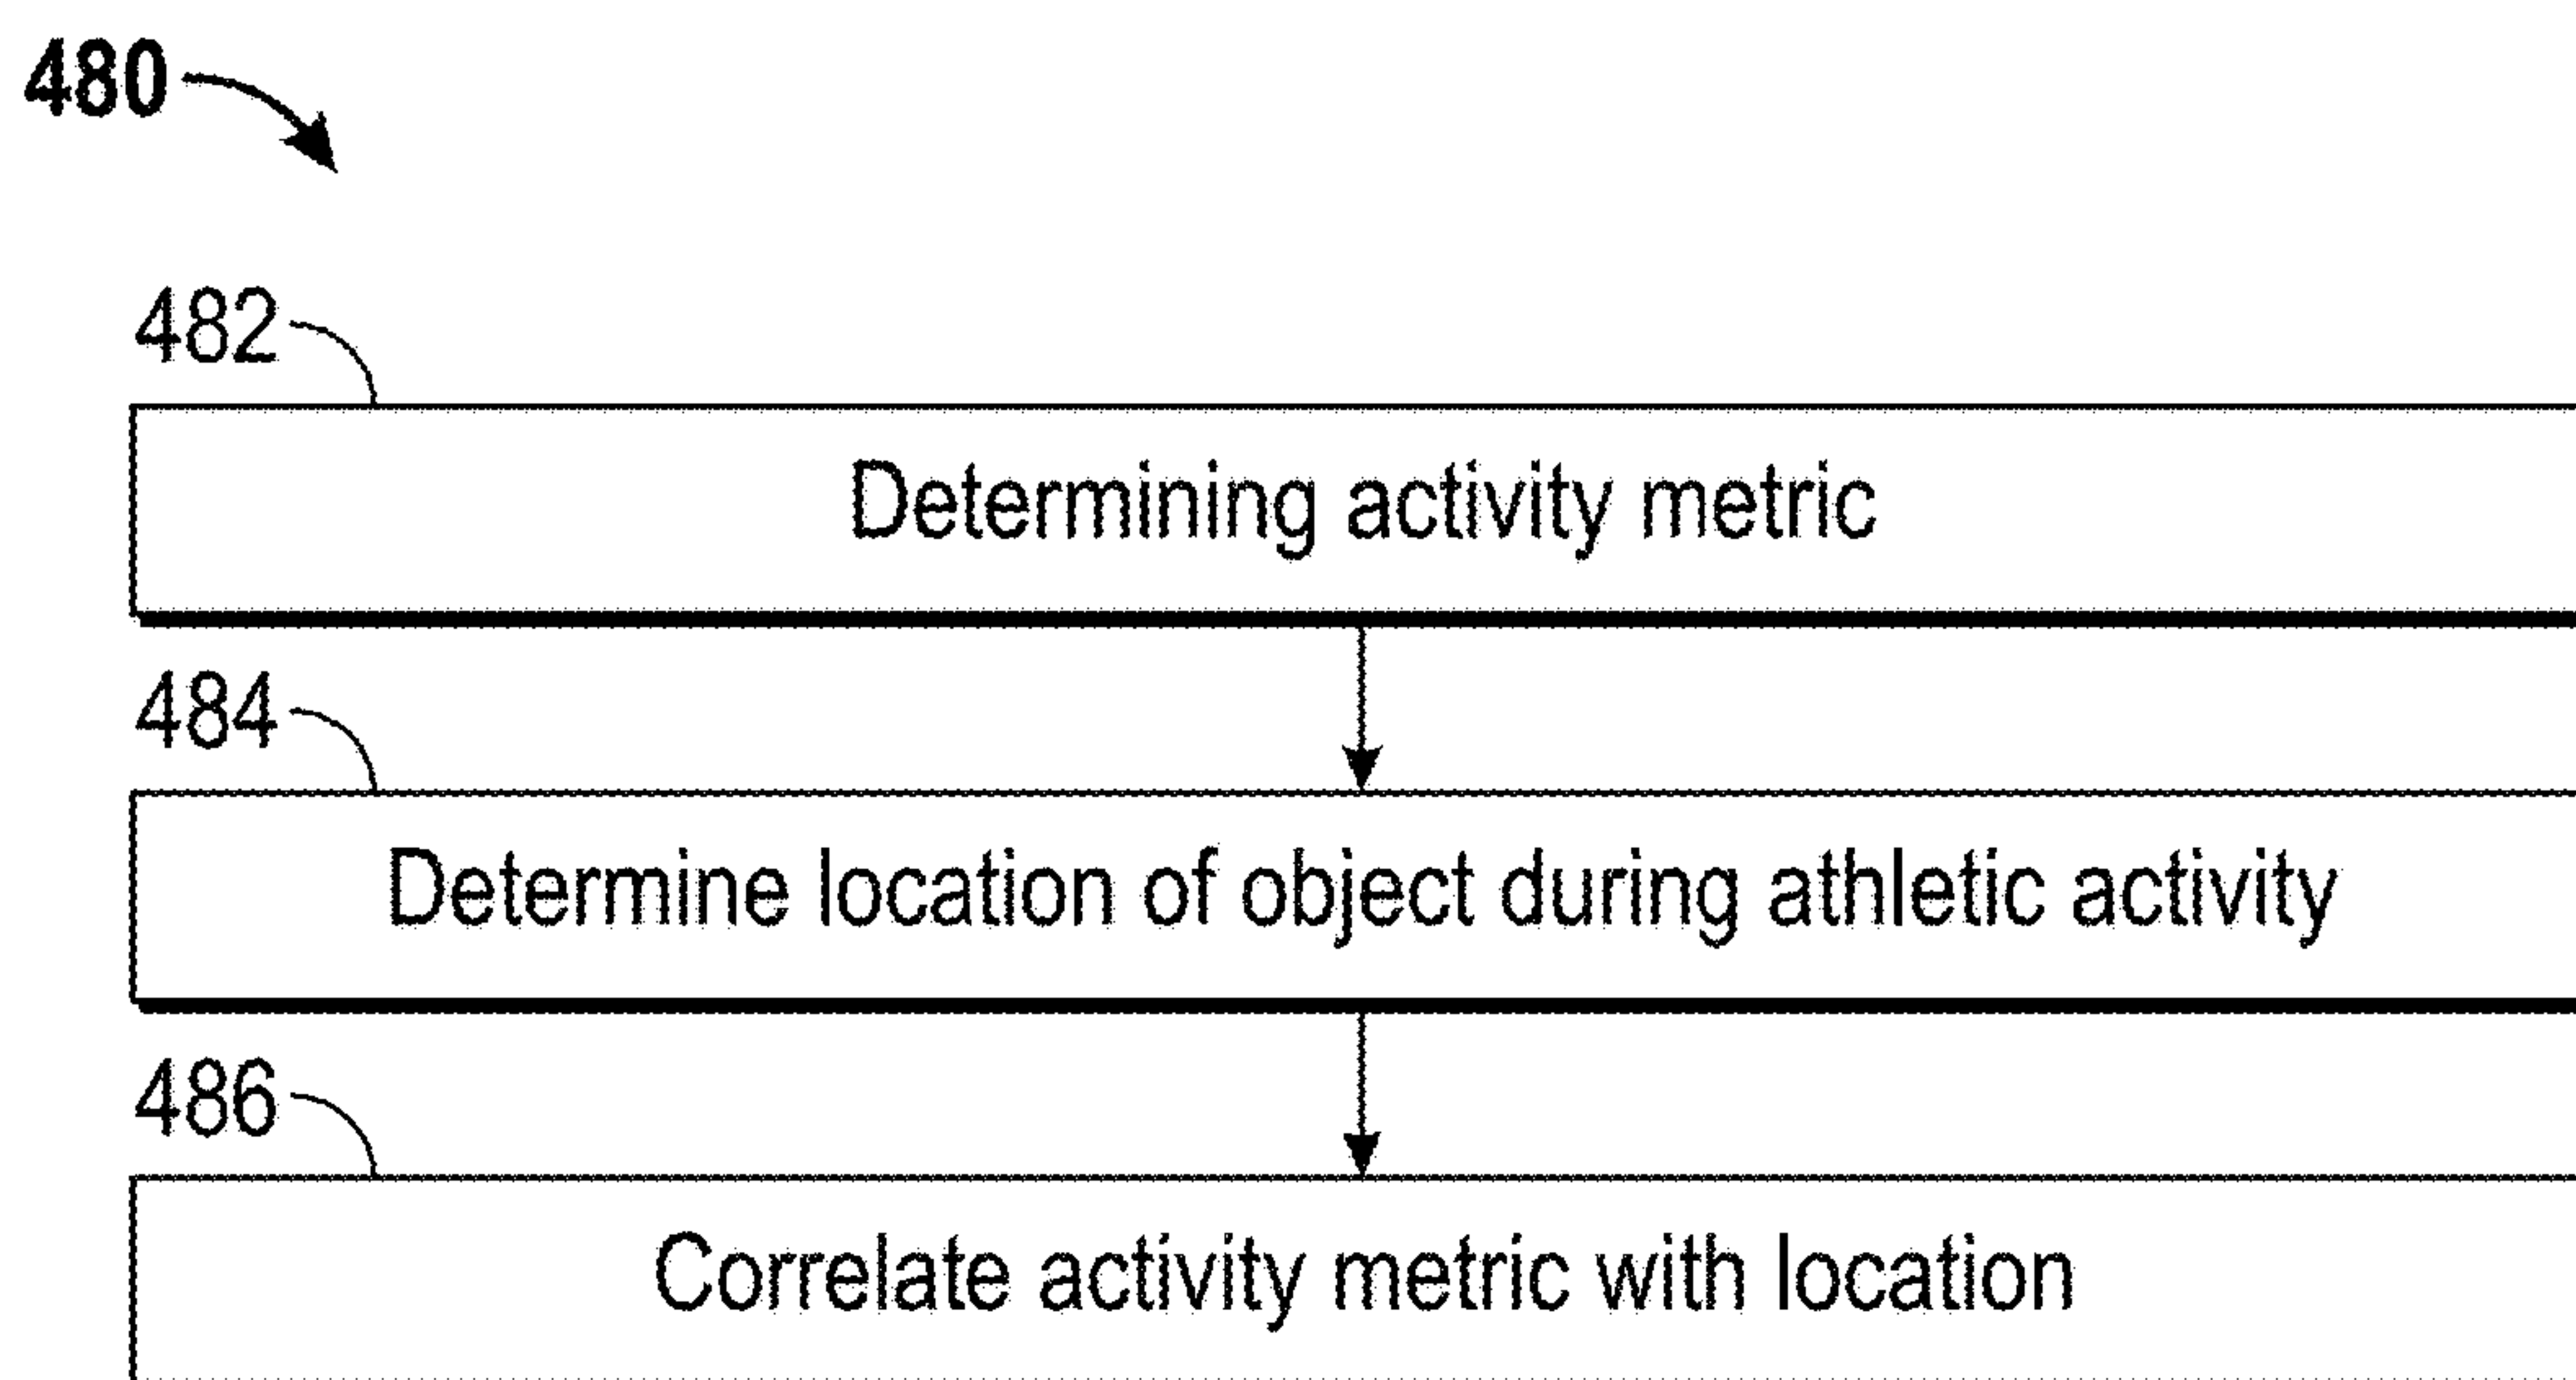 480
482
Determining activity metric
484
Determine location of object during athletic activity
486
Correlate activity metric with location